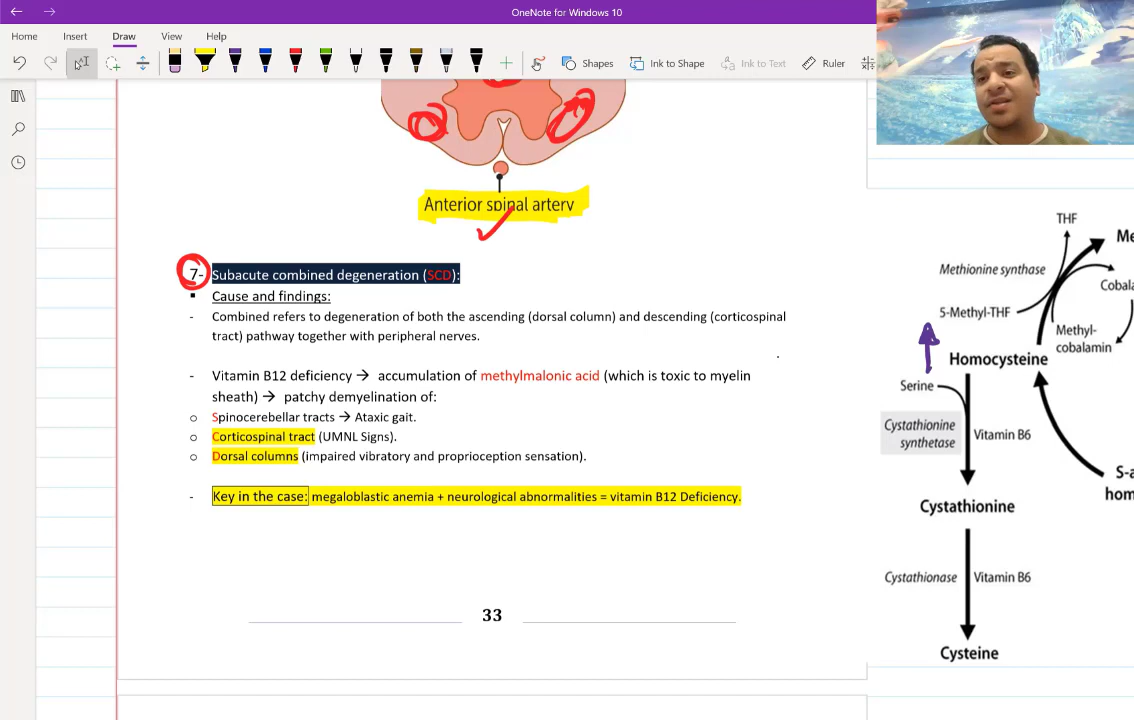 OneNote for Windows 10
Home Insert Draw View Help
Shapes Ink to Shape Ink to Text Ruler
Anterior spinal artery
7- Subacute combined degeneration (SCD):
▪ Cause and findings:
- Combined refers to degeneration of both the ascending (dorsal column) and descending (corticospinal
tract) pathway together with peripheral nerves.
- Vitamin B12 deficiency → accumulation of methylmalonic acid (which is toxic to myelin
sheath) → patchy demyelination of:
o Spinocerebellar tracts → Ataxic gait.
o Corticospinal tract (UMNL Signs).
o Dorsal columns (impaired vibratory and proprioception sensation).
- Key in the case: megaloblastic anemia + neurological abnormalities = vitamin B12 Deficiency.
33
THF
Me
Methionine synthase
Cobala
5-Methyl-THF
Methyl-
cobalamin
Homocysteine
Serine
Cystathionine
synthetase
Vitamin B6
S-a
hom
Cystathionine
Cystathionase
Vitamin B6
Cysteine